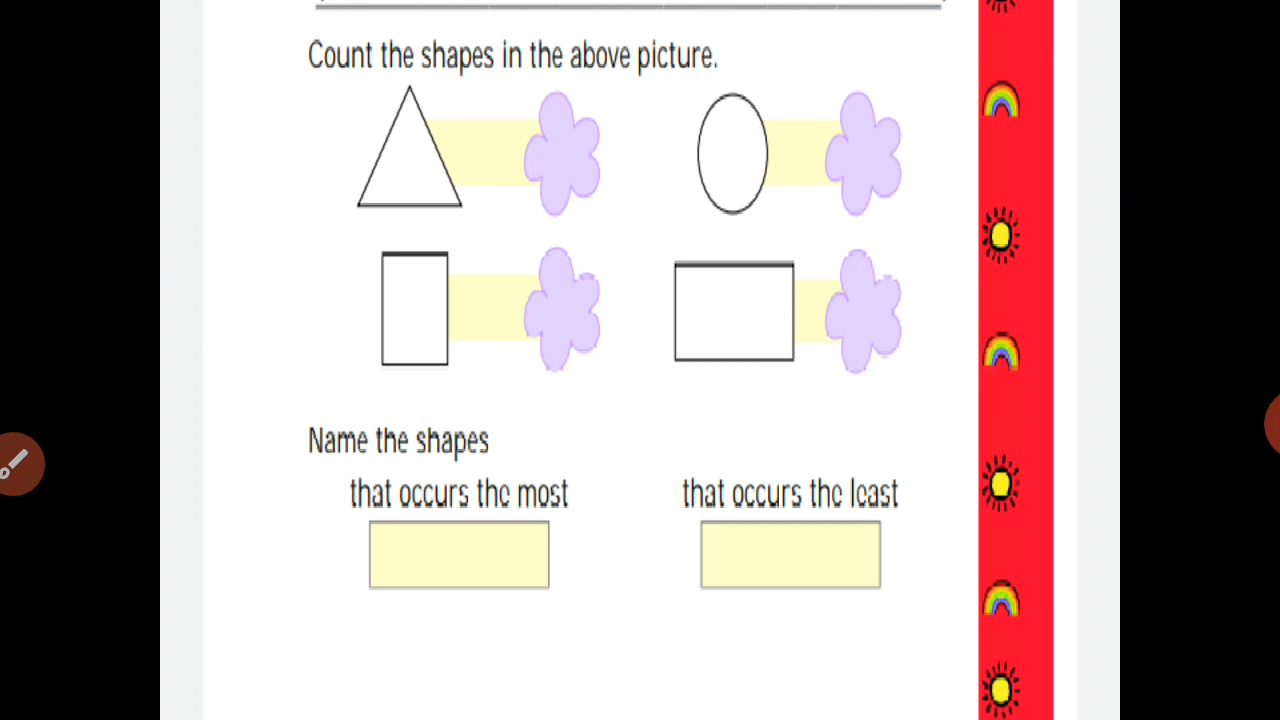 Count the shapes in the above picture.
Name the shapes
that occurs the most
that occurs the least